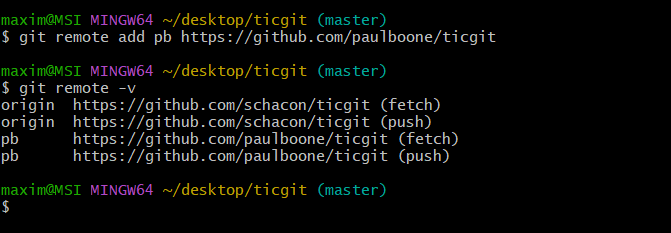 maxim@MSI MINGW64 ~/desktop/ticgit (master)
$ git remote add pb https://github.com/paulboone/ticgit
maxim@MSI MINGW64 ~/desktop/ticgit (master)
$ git remote -v
origin  https://github.com/schacon/ticgit (fetch)
origin  https://github.com/schacon/ticgit (push)
pb      https://github.com/paulboone/ticgit (fetch)
pb      https://github.com/paulboone/ticgit (push)
maxim@MSI MINGW64 ~/desktop/ticgit (master)
$